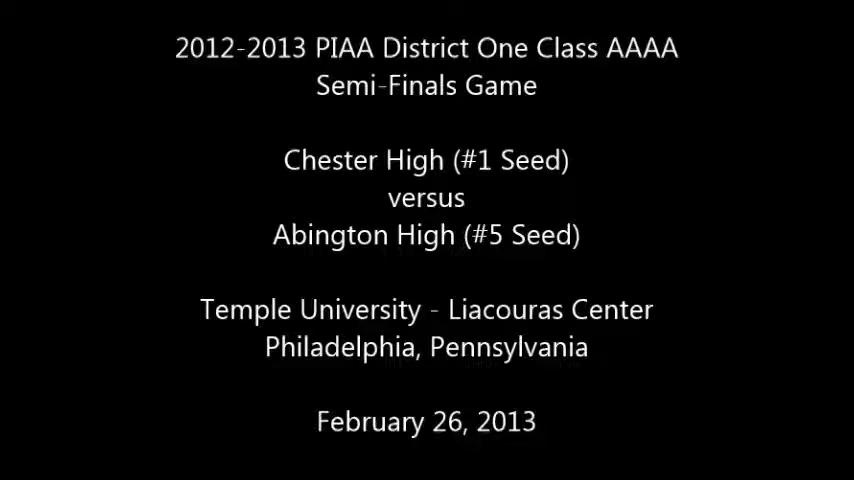 2012-2013 PIAA District One Class AAAA
Semi-Finals Game
Chester High (#1 Seed)
versus
Abington High (#5 Seed)
Temple University - Liacouras Center
Philadelphia, Pennsylvania
February 26, 2013